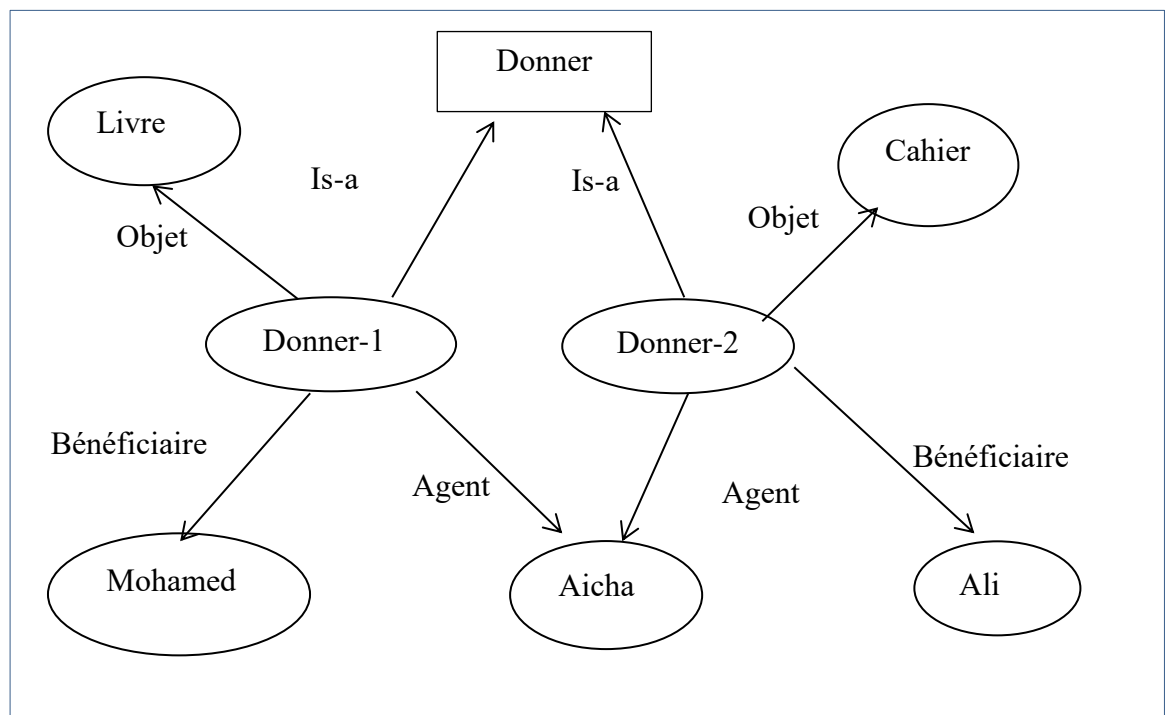 Donner
Livre
Cahier
Is-a
Is-a
Objet
Objet
Donner-1
Donner-2
Bénéficiaire
Agent
Agent
Bénéficiaire
Mohamed
Aicha
Ali